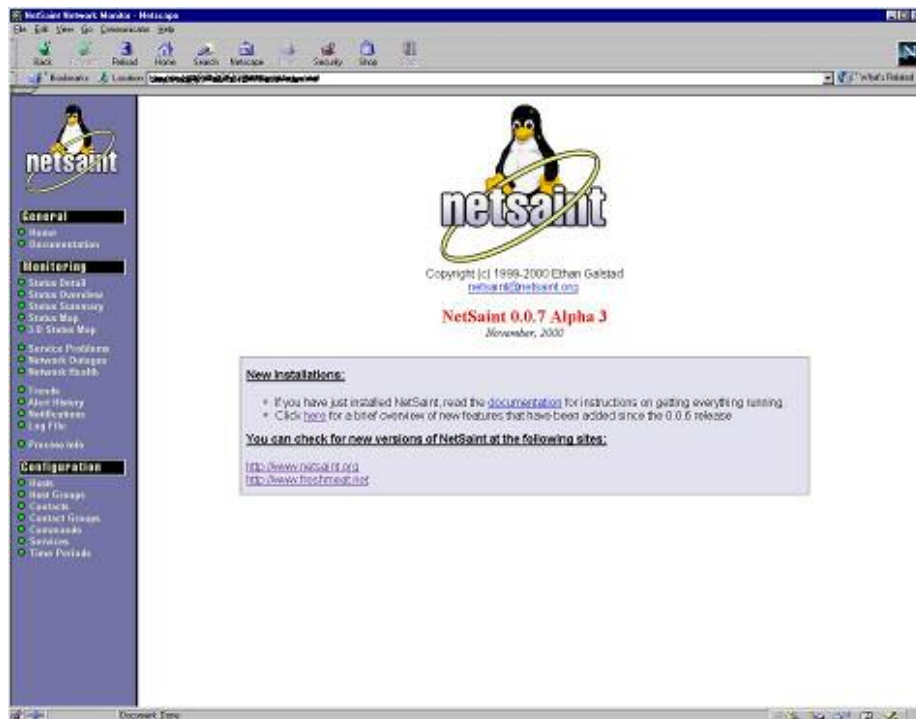 NetSaint Network Monitor - Netscape
File Edit View Go Communicator Help
Back Reload Home Search Netscape Security Shop
Bookmarks Location What's Related
netsaint
General
Home
Documentation
Monitoring
Status Detail
Status Overview
Status Summary
Status Map
3-D Status Map
Service Problems
Network Outages
Network Health
Trends
Alert History
Notifications
Log File
Process Info
Configuration
Hosts
Host Groups
Contacts
Contact Groups
Commands
Services
Time Periods
netsaint
Copyright (c) 1999-2000 Ethan Galstad
netsaint@netsaint.org
NetSaint 0.0.7 Alpha 3
November, 2000
New Installations:
If you have just installed NetSaint, read the documentation for instructions on getting everything running
Click here for a brief overview of new features that have been added since the 0.0.6 release
You can check for new versions of NetSaint at the following sites:
http://www.netsaint.org
http://www.freshmeat.net
Document: Done